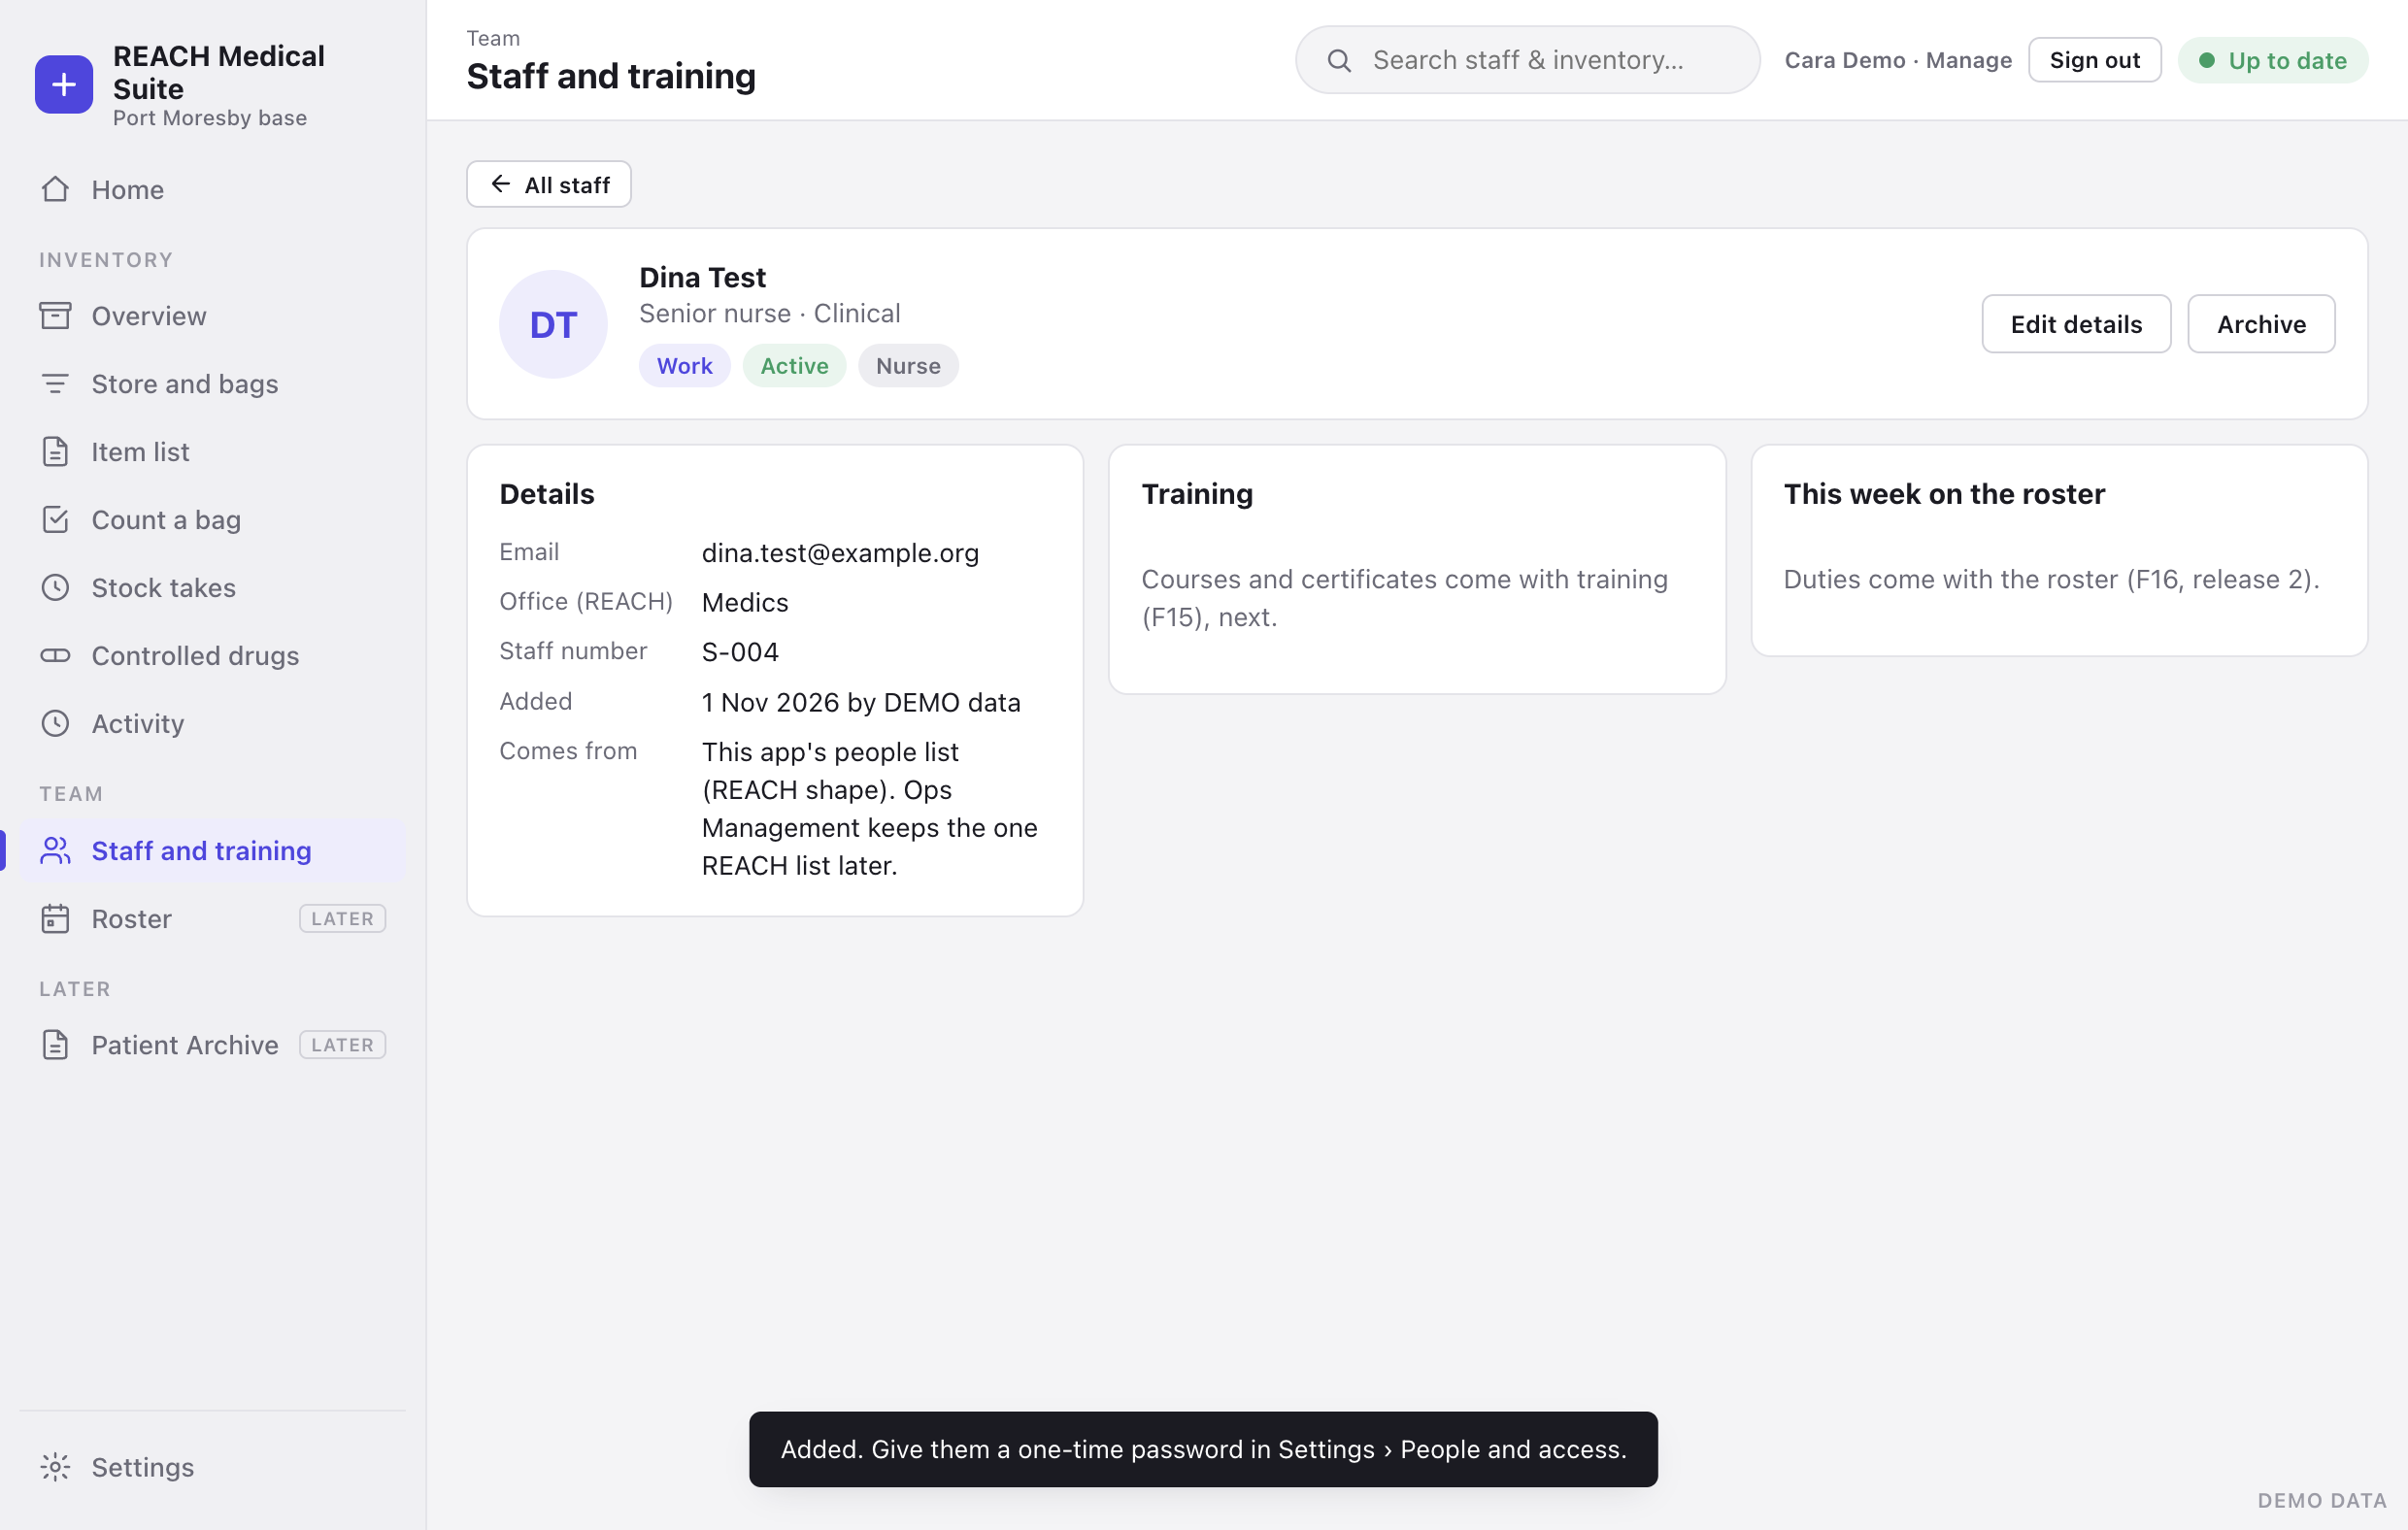 REACH Medical
Suite
Port Moresby base
Home
INVENTORY
Overview
Store and bags
Item list
Count a bag
Stock takes
Controlled drugs
Activity
TEAM
Staff and training
Roster LATER
LATER
Patient Archive LATER
Settings
Team
Staff and training
Search staff & inventory...
Cara Demo · Manage
Sign out
Up to date
← All staff
DT
Dina Test
Senior nurse · Clinical
Work Active Nurse
Edit details
Archive
Details
Email dina.test@example.org
Office (REACH) Medics
Staff number S-004
Added 1 Nov 2026 by DEMO data
Comes from This app's people list
(REACH shape). Ops
Management keeps the one
REACH list later.
Training
Courses and certificates come with training
(F15), next.
This week on the roster
Duties come with the roster (F16, release 2).
Added. Give them a one-time password in Settings › People and access.
DEMO DATA